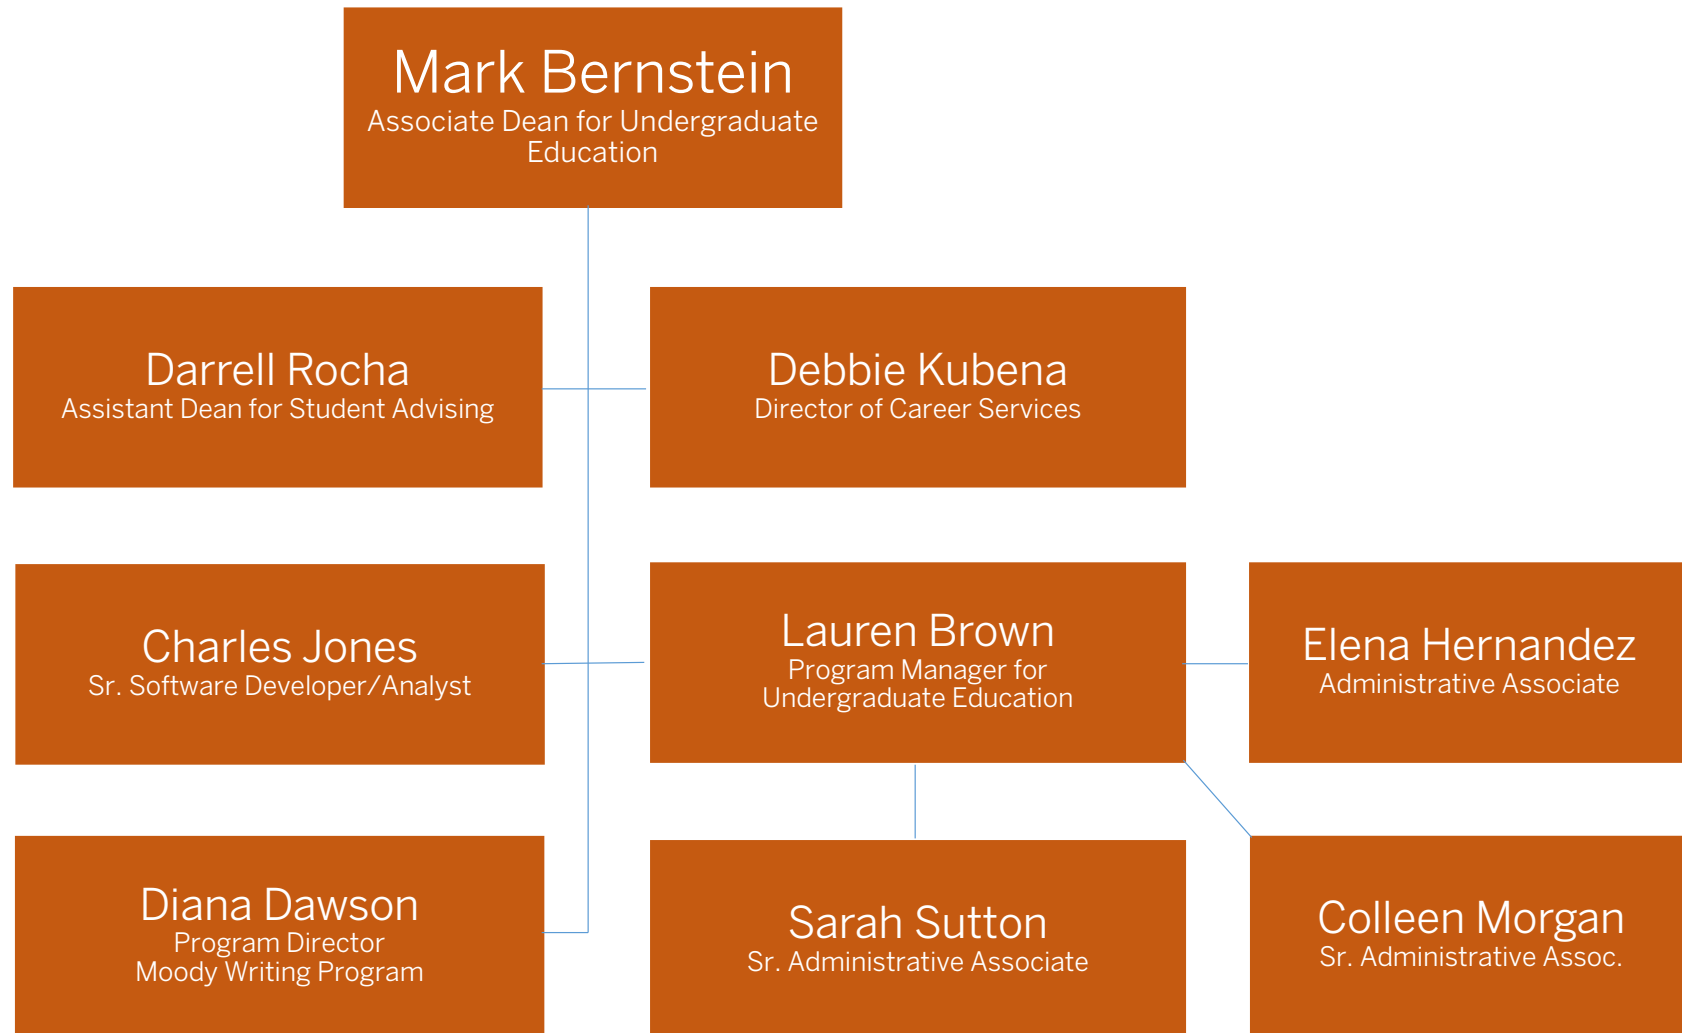 Mark Bernstein
Associate Dean for Undergraduate
Education
Darrell Rocha
Assistant Dean for Student Advising
Debbie Kubena
Director of Career Services
Charles Jones
Sr. Software Developer/Analyst
Lauren Brown
Program Manager for
Undergraduate Education
Elena Hernandez
Administrative Associate
Diana Dawson
Program Director
Moody Writing Program
Sarah Sutton
Sr. Administrative Associate
Colleen Morgan
Sr. Administrative Assoc.